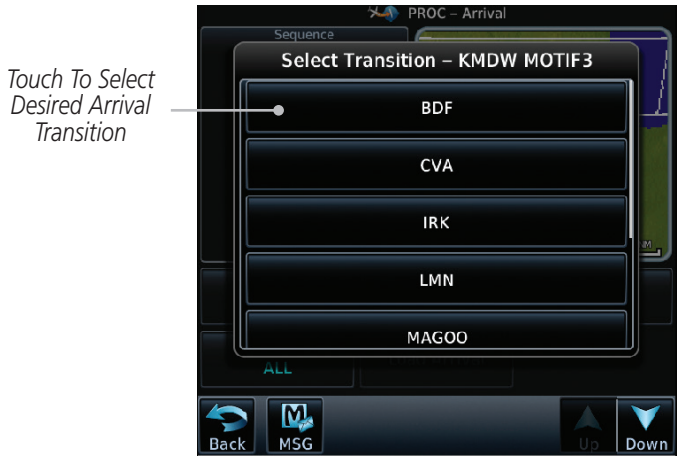 PROC – Arrival
Sequence
Select Transition – KMDW MOTIF3
Touch To Select
Desired Arrival
Transition
BDF
CVA
IRK
LMN
MAGOO
ALL
Back
MSG
Up
Down